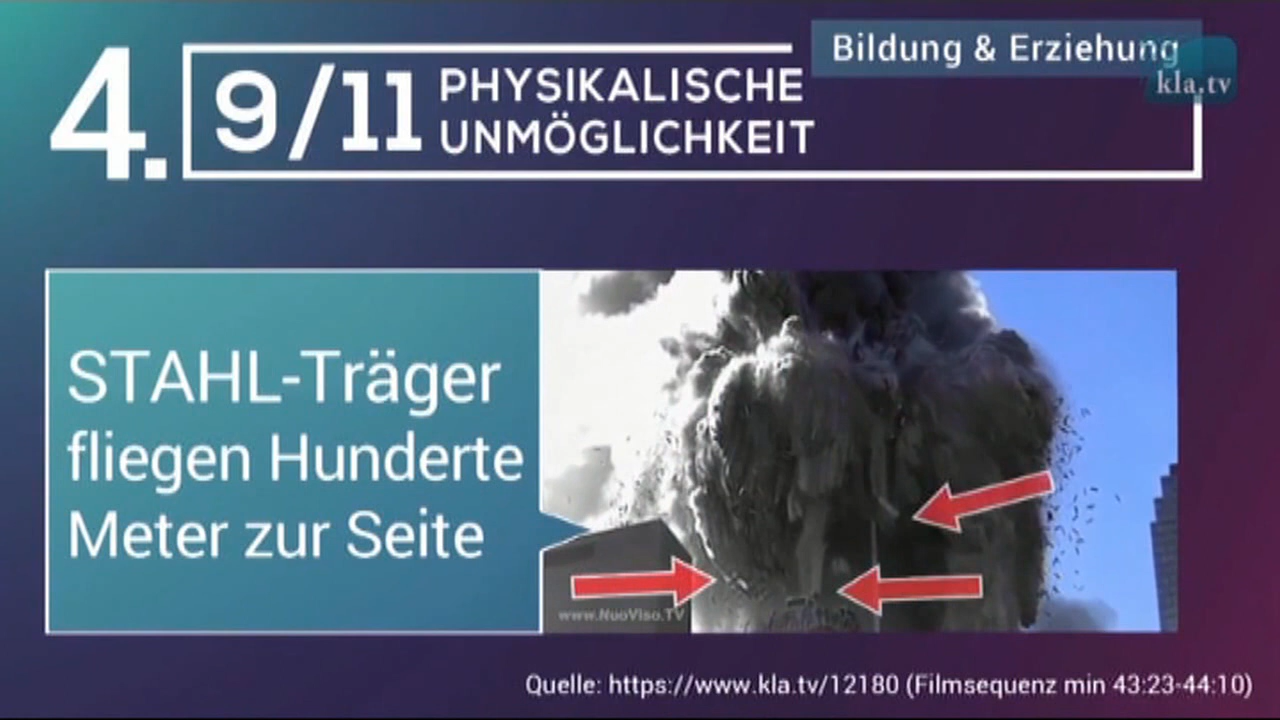 Bildung & Erziehung
kla.tv
4. 9/11 PHYSIKALISCHE
UNMÖGLICHKEIT
STAHL-Träger
fliegen Hunderte
Meter zur Seite
www.NuoViso.TV
Quelle: https://www.kla.tv/12180 (Filmsequenz min 43:23-44:10)